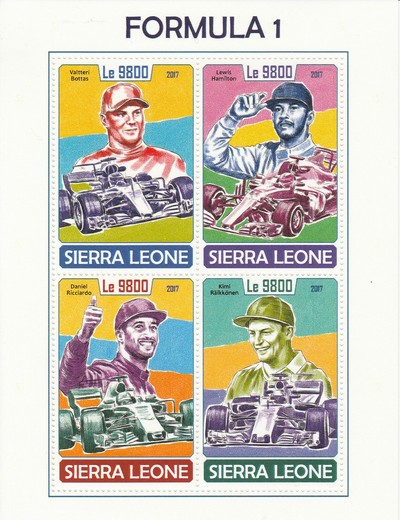 FORMULA 1
Valtteri
Bottas
Le 9800
2017
SIERRA LEONE
Lewis
Hamilton
Le 9800
2017
SIERRA LEONE
Daniel
Ricciardo
Le 9800
2017
SIERRA LEONE
Kimi
Räikkönen
Le 9800
2017
SIERRA LEONE